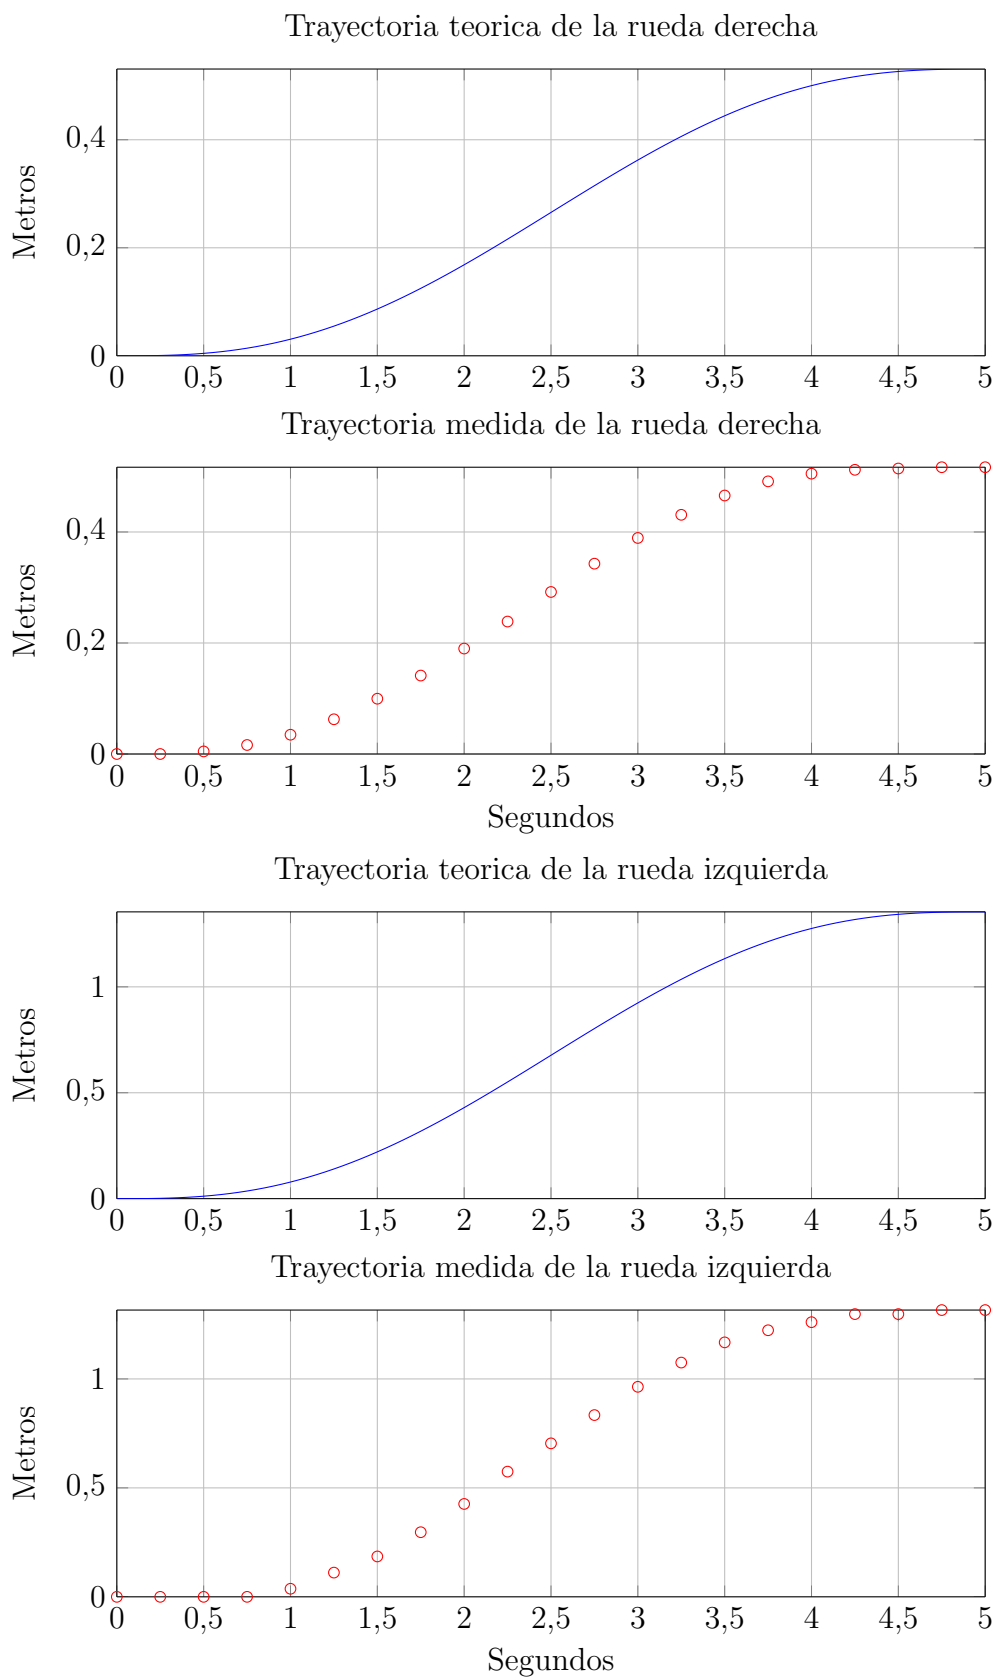 Trayectoria teorica de la rueda derecha
Metros
0,4
0,2
0
0 0,5 1 1,5 2 2,5 3 3,5 4 4,5 5
Trayectoria medida de la rueda derecha
Metros
0,4
0,2
0
0 0,5 1 1,5 2 2,5 3 3,5 4 4,5 5
Segundos
Trayectoria teorica de la rueda izquierda
Metros
1
0,5
0
0 0,5 1 1,5 2 2,5 3 3,5 4 4,5 5
Trayectoria medida de la rueda izquierda
Metros
1
0,5
0
0 0,5 1 1,5 2 2,5 3 3,5 4 4,5 5
Segundos